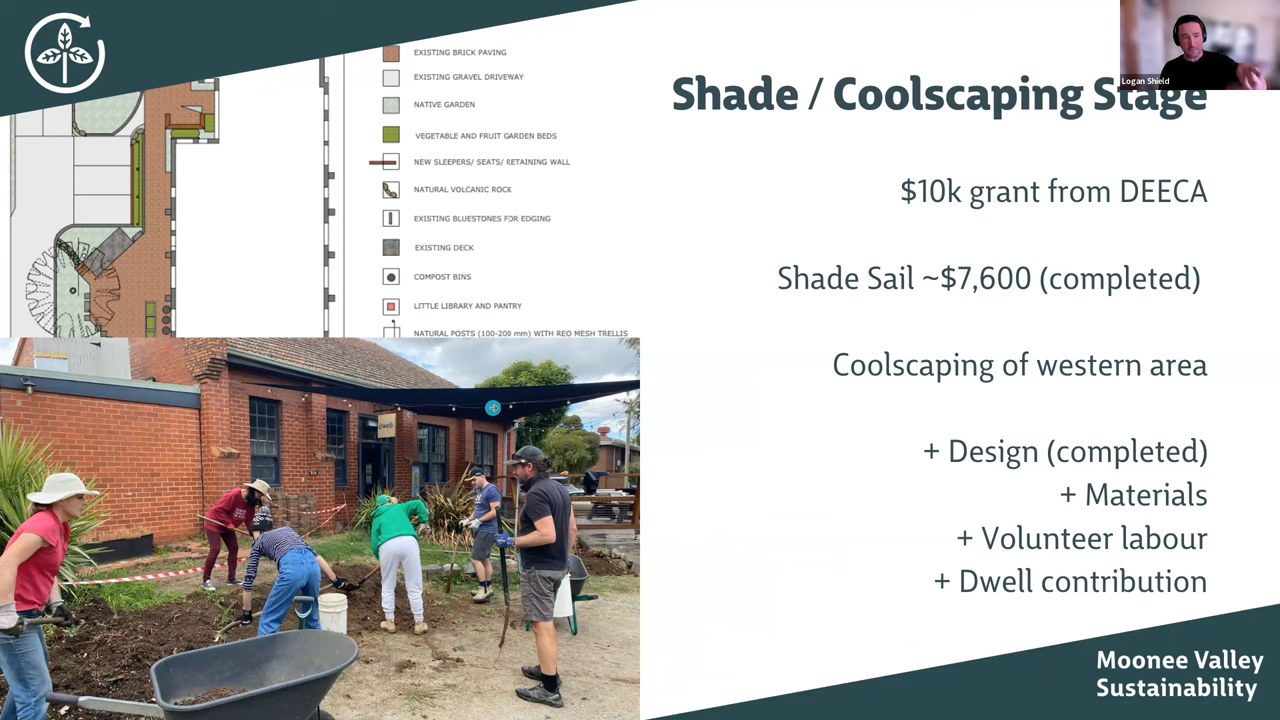 EXISTING BRICK PAVING
EXISTING GRAVEL DRIVEWAY
NATIVE GARDEN
VEGETABLE AND FRUIT GARDEN BEDS
NEW SLEEPERS/ SEATS/ RETAINING WALL
NATURAL VOLCANIC ROCK
EXISTING BLUESTONES FOR EDGING
EXISTING DECK
COMPOST BINS
LITTLE LIBRARY AND PANTRY
NATURAL POSTS (100-200 mm) WITH REO MESH TRELLIS
dwell
Logan Shield
Shade / Coolscaping Stage
$10k grant from DEECA
Shade Sail ~$7,600 (completed)
Coolscaping of western area
+ Design (completed)
+ Materials
+ Volunteer labour
+ Dwell contribution
Moonee Valley
Sustainability